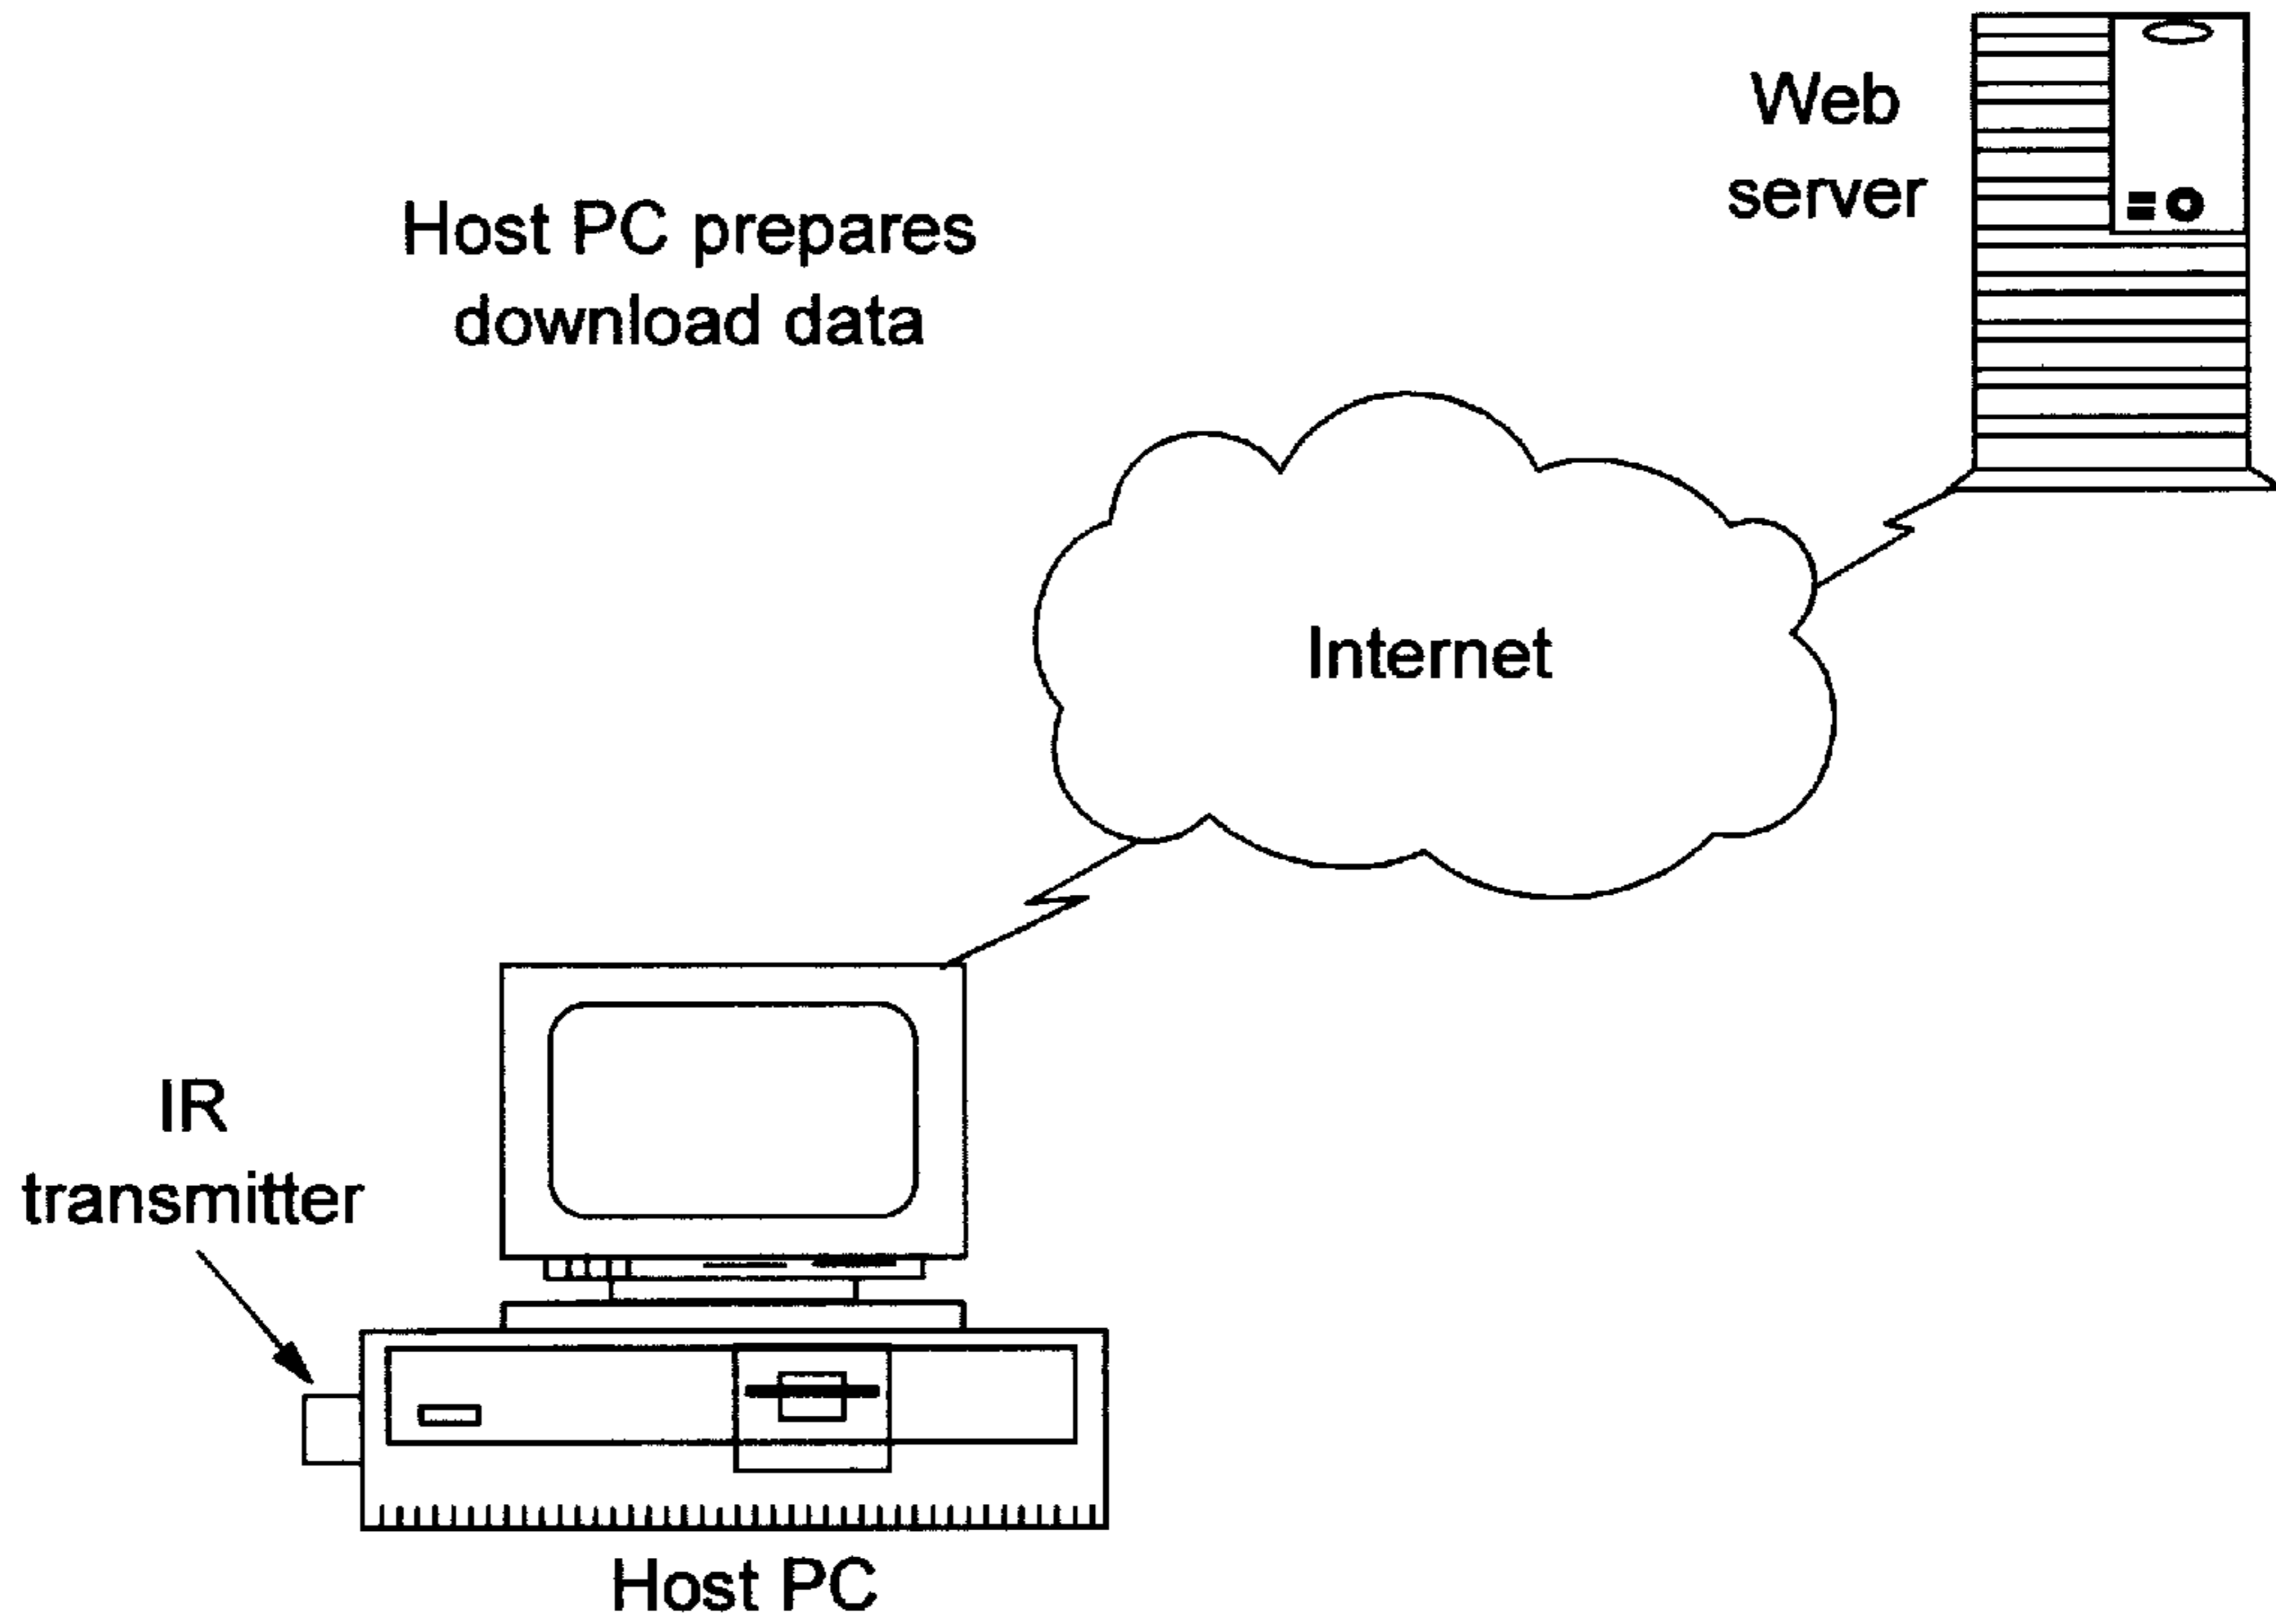 Web
server
Host PC prepares
download data
Internet
IR
transmitter
Host PC